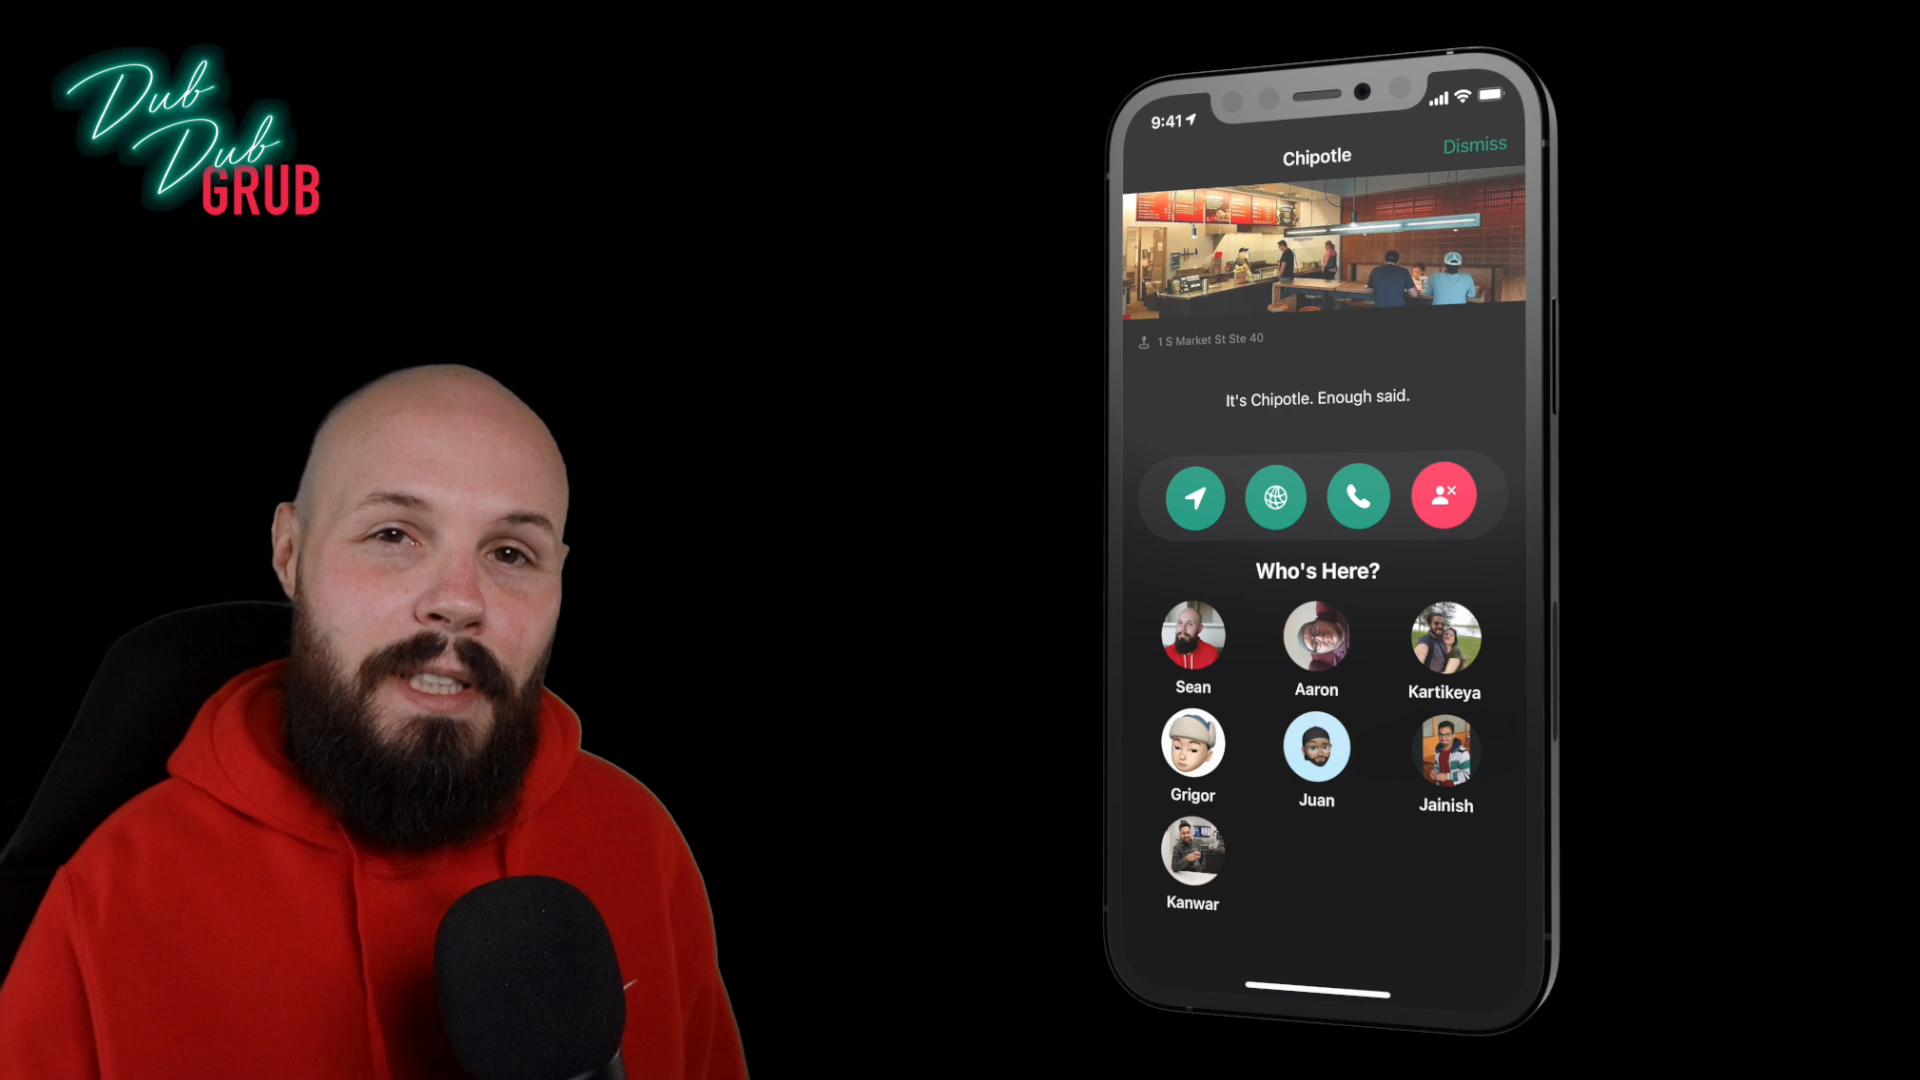 Dub
Dub
GRUB
9:41
Chipotle
Dismiss
1 S Market St Ste 40
It's Chipotle. Enough said.
Who's Here?
Sean
Aaron
Kartikeya
Grigor
Juan
Jainish
Kanwar